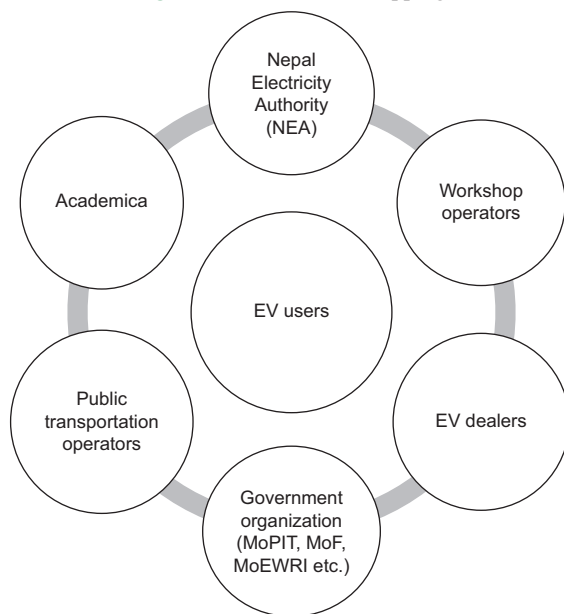 Nepal
Electricity
Authority
(NEA)
Academica
Workshop
operators
EV users
Public
transportation
operators
EV dealers
Government
organization
(MoPIT, MoF,
MoEWRI etc.)